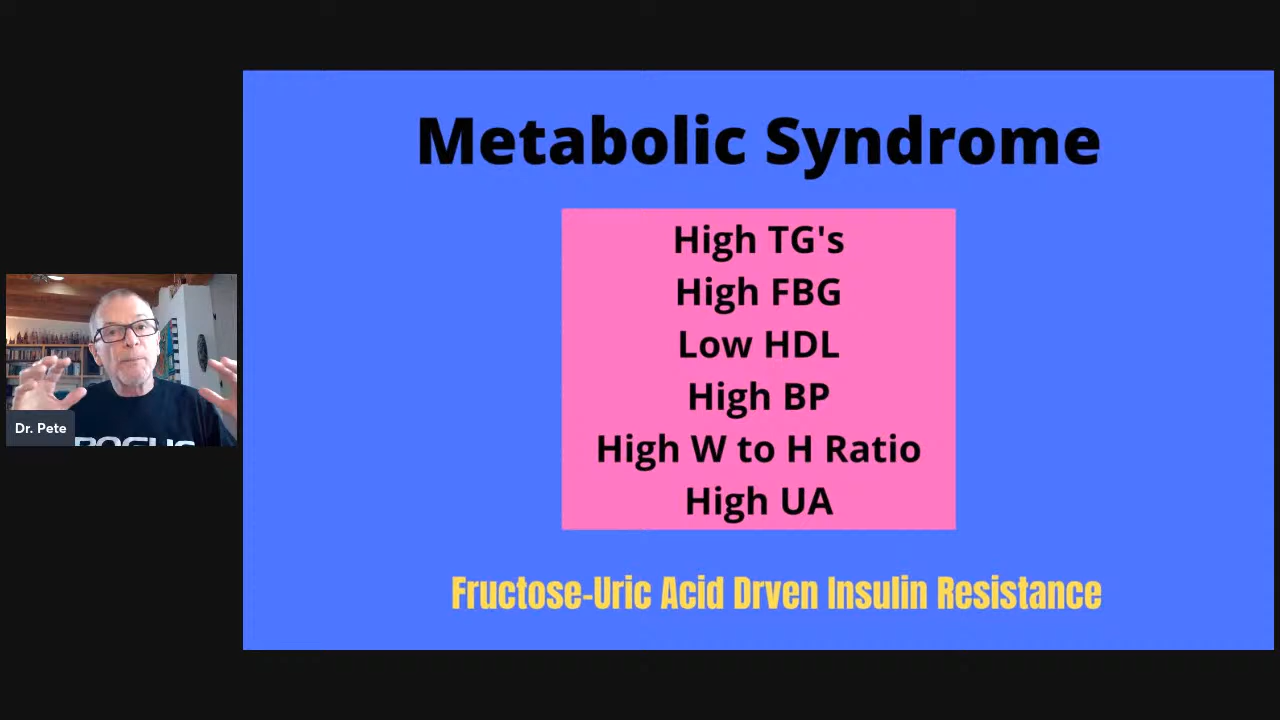 Metabolic Syndrome
High TG's
High FBG
Low HDL
High BP
High W to H Ratio
High UA
Fructose-Uric Acid Drven Insulin Resistance
Dr. Pete
ROGUE